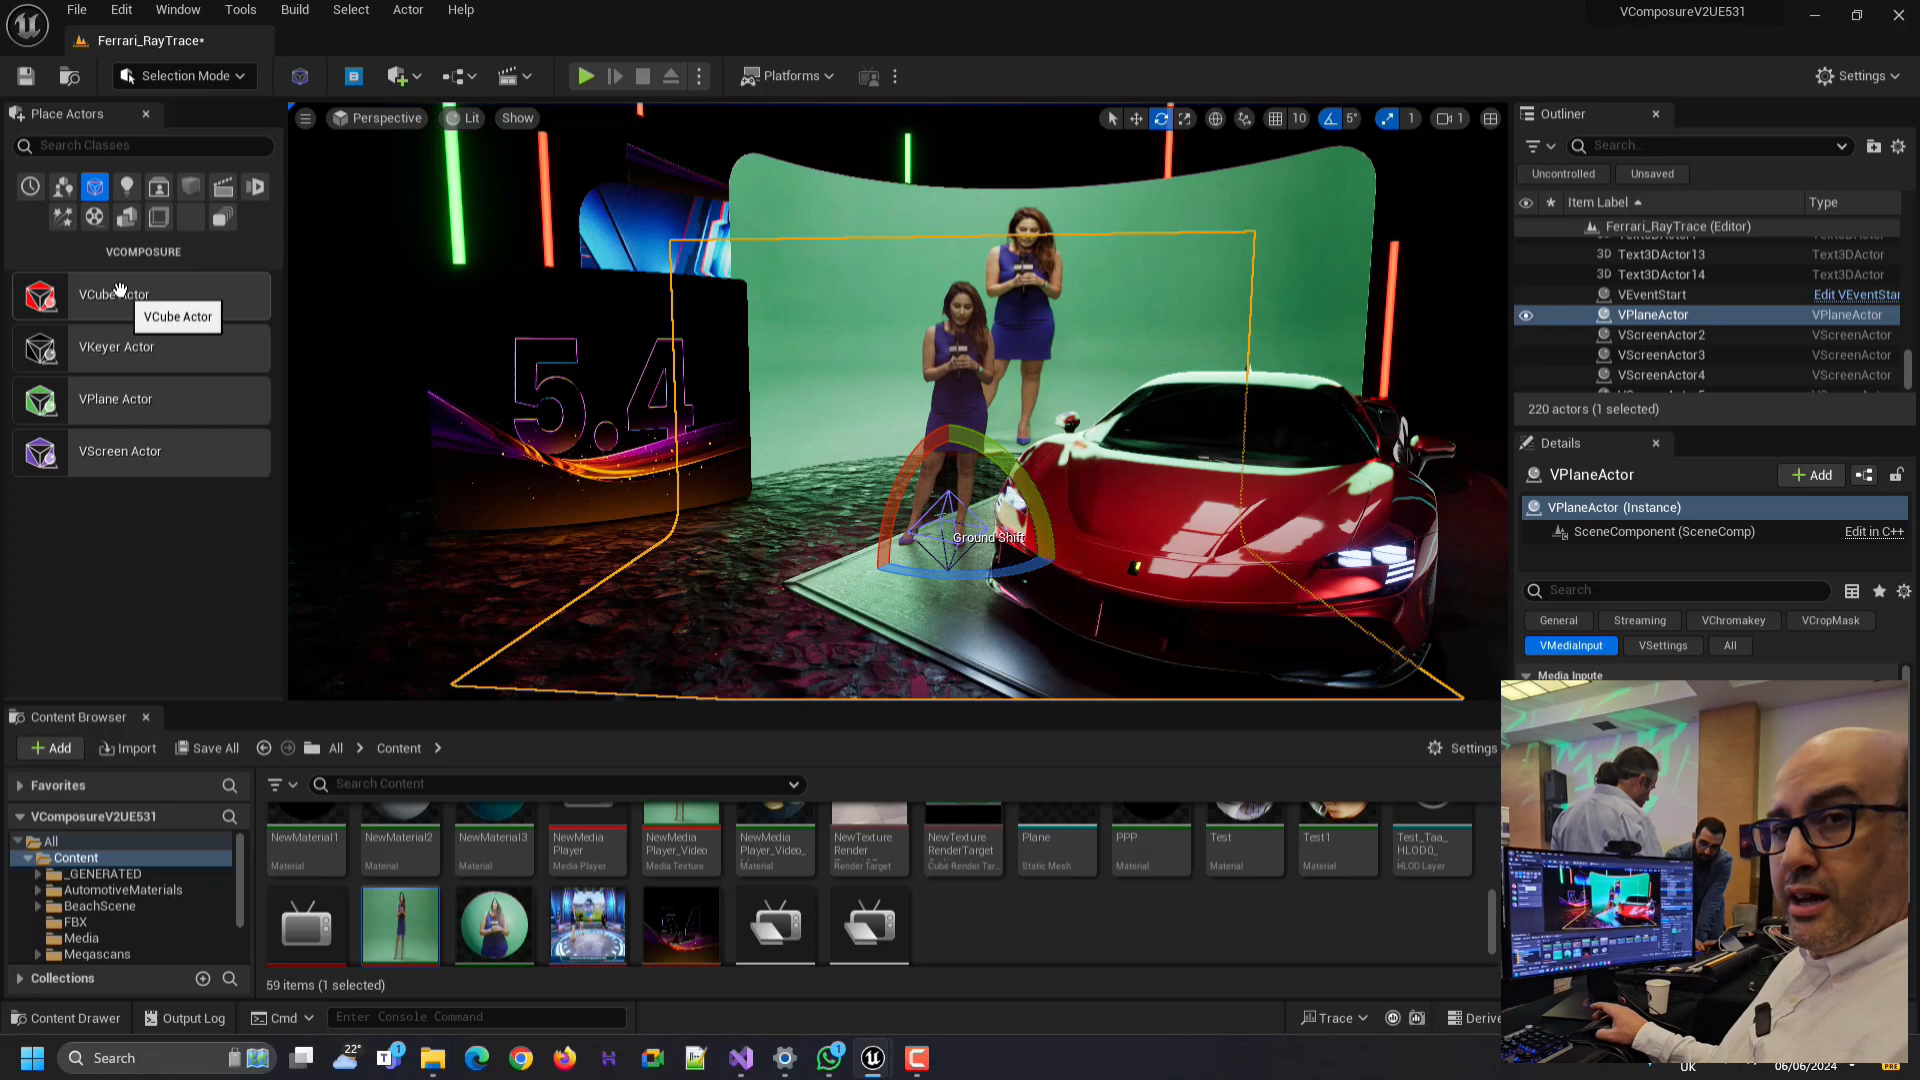 File Edit Window Tools Build Select Actor Help
VComposureV2UE531
Ferrari_RayTrace*
Selection Mode
Platforms
Settings
Place Actors
Search Classes
VCOMPOSURE
VCube Actor
VCube Actor
VKeyer Actor
VPlane Actor
VScreen Actor
Perspective Lit Show
10 5° 1 1
5.4
Ground Shift
Outliner
Search...
Uncontrolled Unsaved
Item Label Type
Ferrari_RayTrace (Editor)
Text3DActor13 Text3DActor
Text3DActor14 Text3DActor
VEventStart Edit VEventStar
VPlaneActor VPlaneActor
VScreenActor2 VScreenActor
VScreenActor3 VScreenActor
VScreenActor4 VScreenActor
220 actors (1 selected)
Details
VPlaneActor
Add
VPlaneActor (Instance)
SceneComponent (SceneComp) Edit in C++
Search
General Streaming VChromakey VCropMask
VMediaInput VSettings All
Media Inpute
Content Browser
Add Import Save All All Content Settings
Favorites
Search Content
VComposureV2UE531
All
Content
_GENERATED
AutomotiveMaterials
BeachScene
FBX
Media
Megascans
Collections
NewMaterial1
Material
NewMaterial2
Material
NewMaterial3
Material
NewMedia
Player
Media Player
NewMedia
Player_Video
Media Texture
NewMedia
Player_Video_
Material
NewTexture
Render
Render Target
NewTexture
RenderTarget
Cube Render Tar...
Plane
Static Mesh
PPP
Material
Test
Material
Test1
Material
Test_Taa_
HLOD0_
HLOD Layer
59 items (1 selected)
Content Drawer Output Log Cmd Enter Console Command
Trace Derive
Search
22°
1
1
UK
06/06/2024
PRE